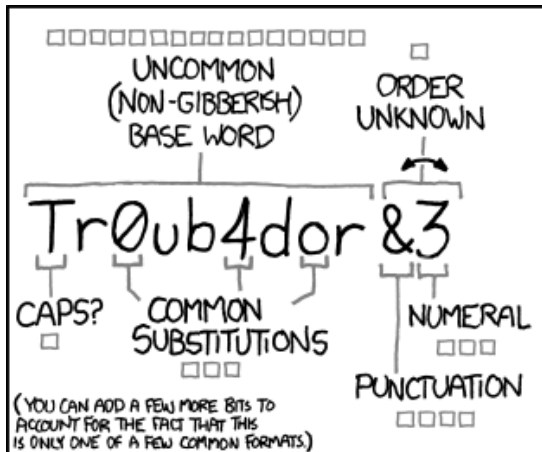 UNCOMMON
(NON-GIBBERISH)
BASE WORD
ORDER
UNKNOWN
Tr0ub4dor &3
CAPS?
COMMON
SUBSTITUTIONS
NUMERAL
PUNCTUATION
(YOU CAN ADD A FEW MORE BITS TO
ACCOUNT FOR THE FACT THAT THIS
IS ONLY ONE OF A FEW COMMON FORMATS.)